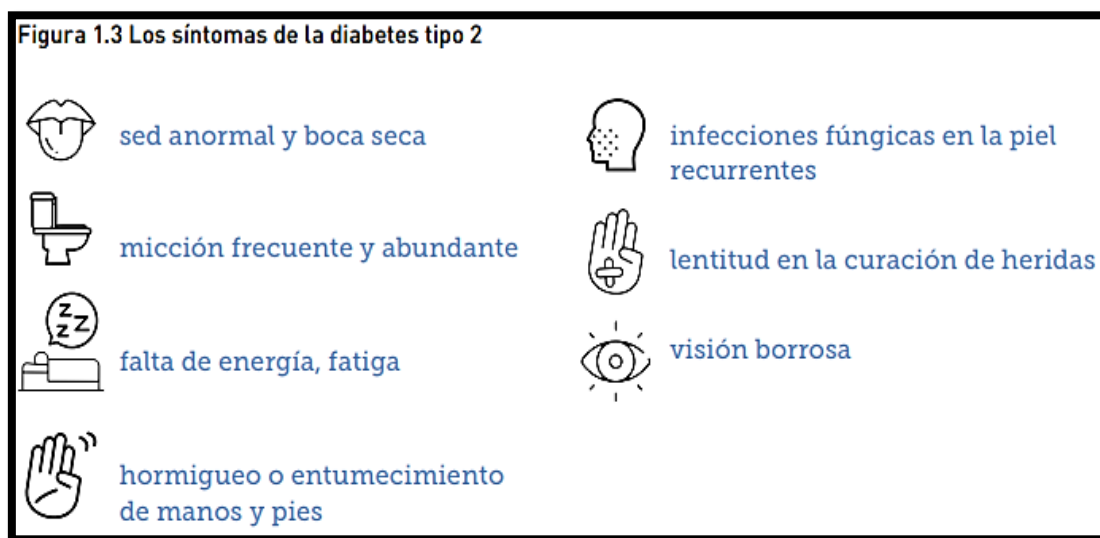 Figura 1.3 Los síntomas de la diabetes tipo 2
sed anormal y boca seca
micción frecuente y abundante
z z z
falta de energía, fatiga
hormigueo o entumecimiento
de manos y pies
infecciones fúngicas en la piel
recurrentes
lentitud en la curación de heridas
visión borrosa